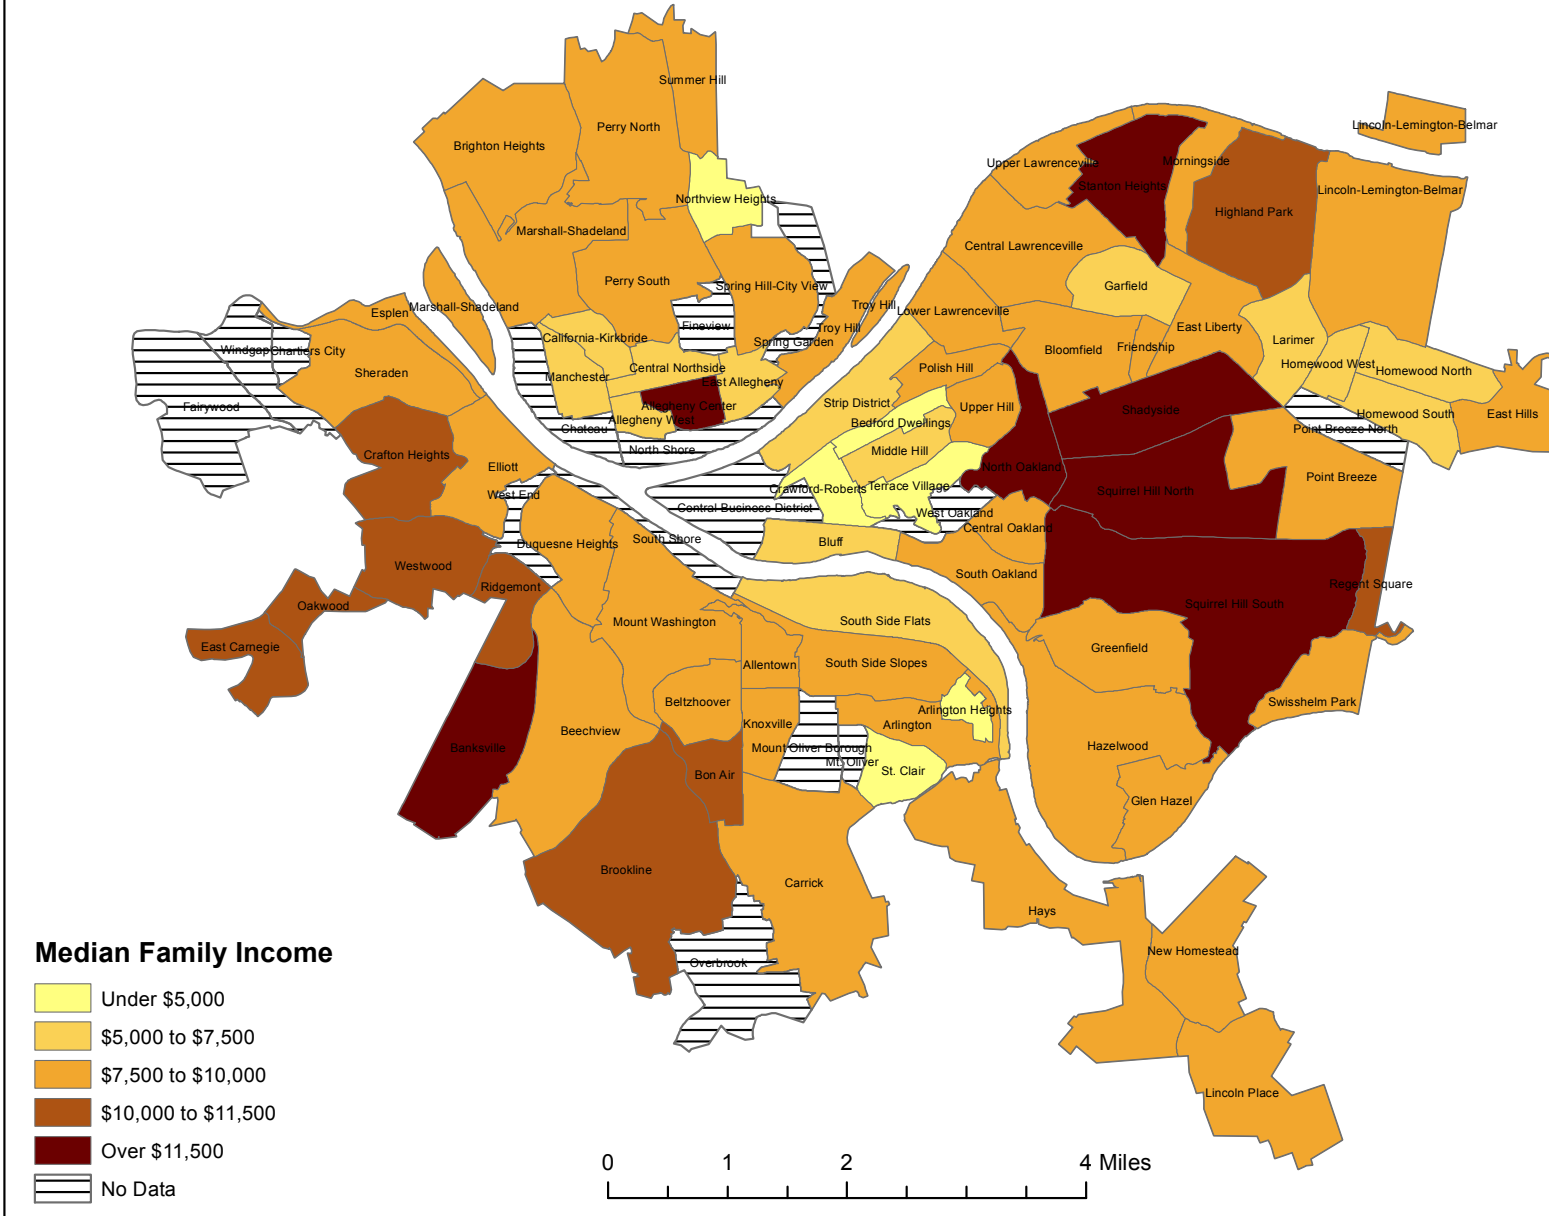 Summer Hill
Perry North
Brighton Heights
Lincoln-Lemington-Belmar
Upper Lawrenceville
Morningside
Stanton Heights
Lincoln-Lemington-Belmar
Northview Heights
Highland Park
Marshall-Shadeland
Central Lawrenceville
Perry South
Spring Hill-City View
Garfield
Marshall-Shadeland
Esplen
Troy Hill
Lower Lawrenceville
Fineview
Troy Hill
East Liberty
California-Kirkbride
Spring Garden
Larimer
Windgap
Chartiers City
Bloomfield
Friendship
Sheraden
Central Northside
Polish Hill
Homewood West
Homewood North
Manchester
East Allegheny
Strip District
Fairywood
Allegheny Center
Upper Hill
Shadyside
Allegheny West
Bedford Dwellings
Homewood South
East Hills
Chateau
Point Breeze North
North Shore
Middle Hill
Crafton Heights
Elliott
North Oakland
Point Breeze
Crawford-Roberts
Terrace Village
Squirrel Hill North
West End
Central Business District
West Oakland
Central Oakland
Duquesne Heights
South Shore
Bluff
Westwood
South Oakland
Ridgemont
Regent Square
Oakwood
Squirrel Hill South
Mount Washington
South Side Flats
East Carnegie
Greenfield
Allentown
South Side Slopes
Beltzhoover
Swisshelm Park
Arlington Heights
Knoxville
Arlington
Beechview
Banksville
Mount Oliver Borough
Hazelwood
Mt. Oliver
Bon Air
St. Clair
Glen Hazel
Brookline
Carrick
Hays
New Homestead
Overbrook
Lincoln Place
Median Family Income
Under $5,000
$5,000 to $7,500
$7,500 to $10,000
$10,000 to $11,500
Over $11,500
No Data
0 1 2 4 Miles